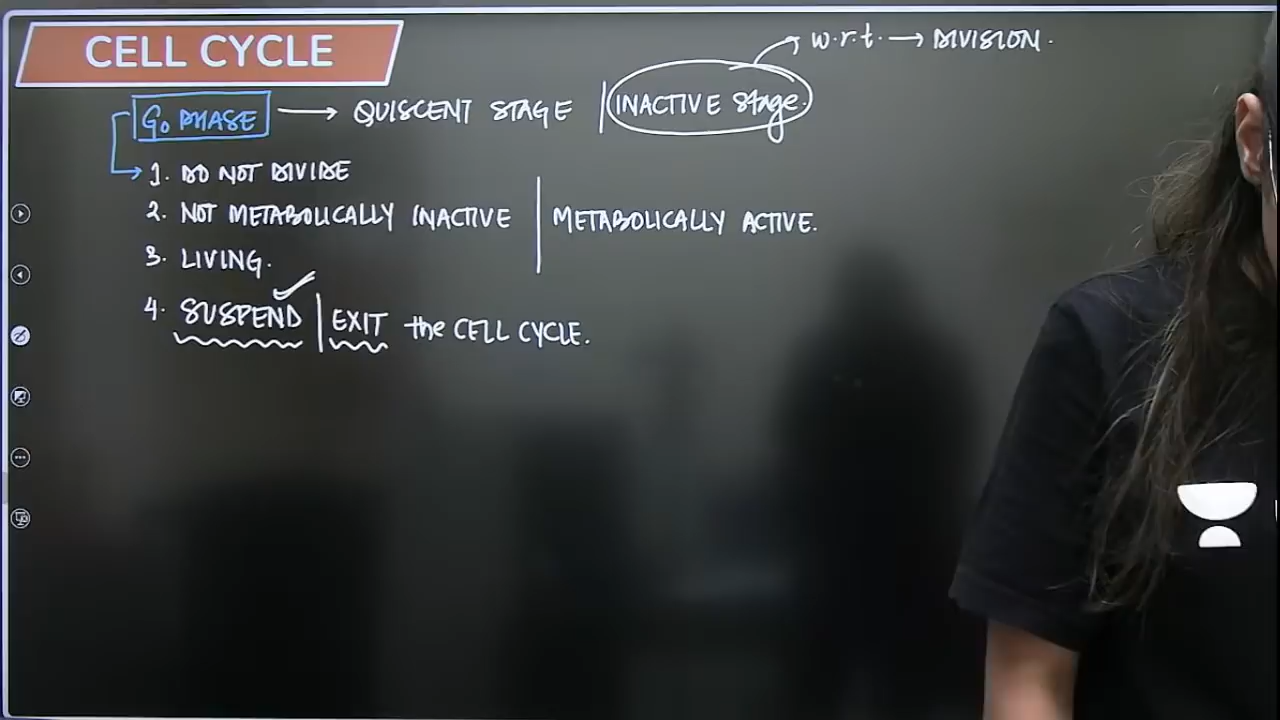 CELL CYCLE
w.r.t. → DIVISION.
G₀ PHASE → QUISCENT STAGE | INACTIVE Stage.
1. DO NOT DIVIDE
2. NOT METABOLICALLY INACTIVE | METABOLICALLY ACTIVE.
3. LIVING.
4. SUSPEND | EXIT the CELL CYCLE.